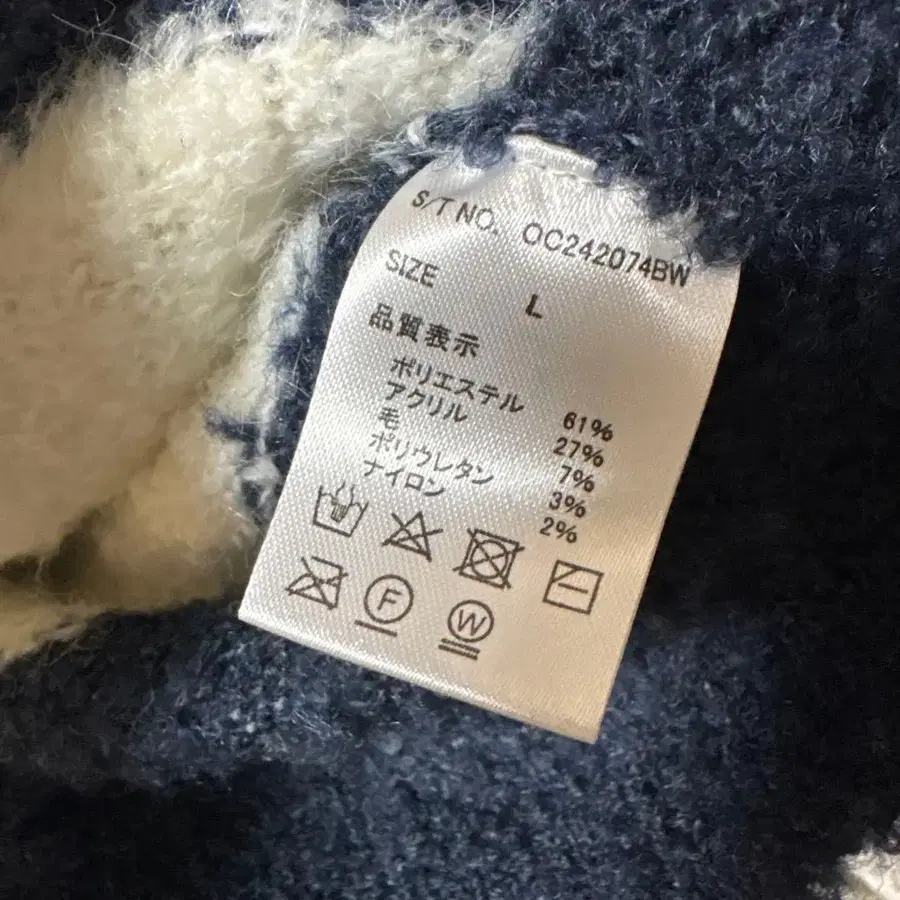 S/T NO. OC242074BW
SIZE L
品質表示
ポリエステル 61%
アクリル 27%
毛 7%
ポリウレタン 3%
ナイロン 2%
F
W